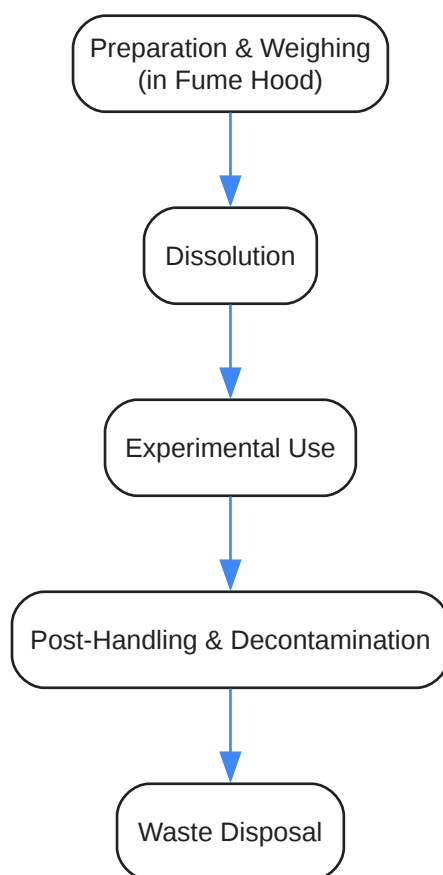 Preparation & Weighing
(in Fume Hood)
Dissolution
Experimental Use
Post-Handling & Decontamination
Waste Disposal